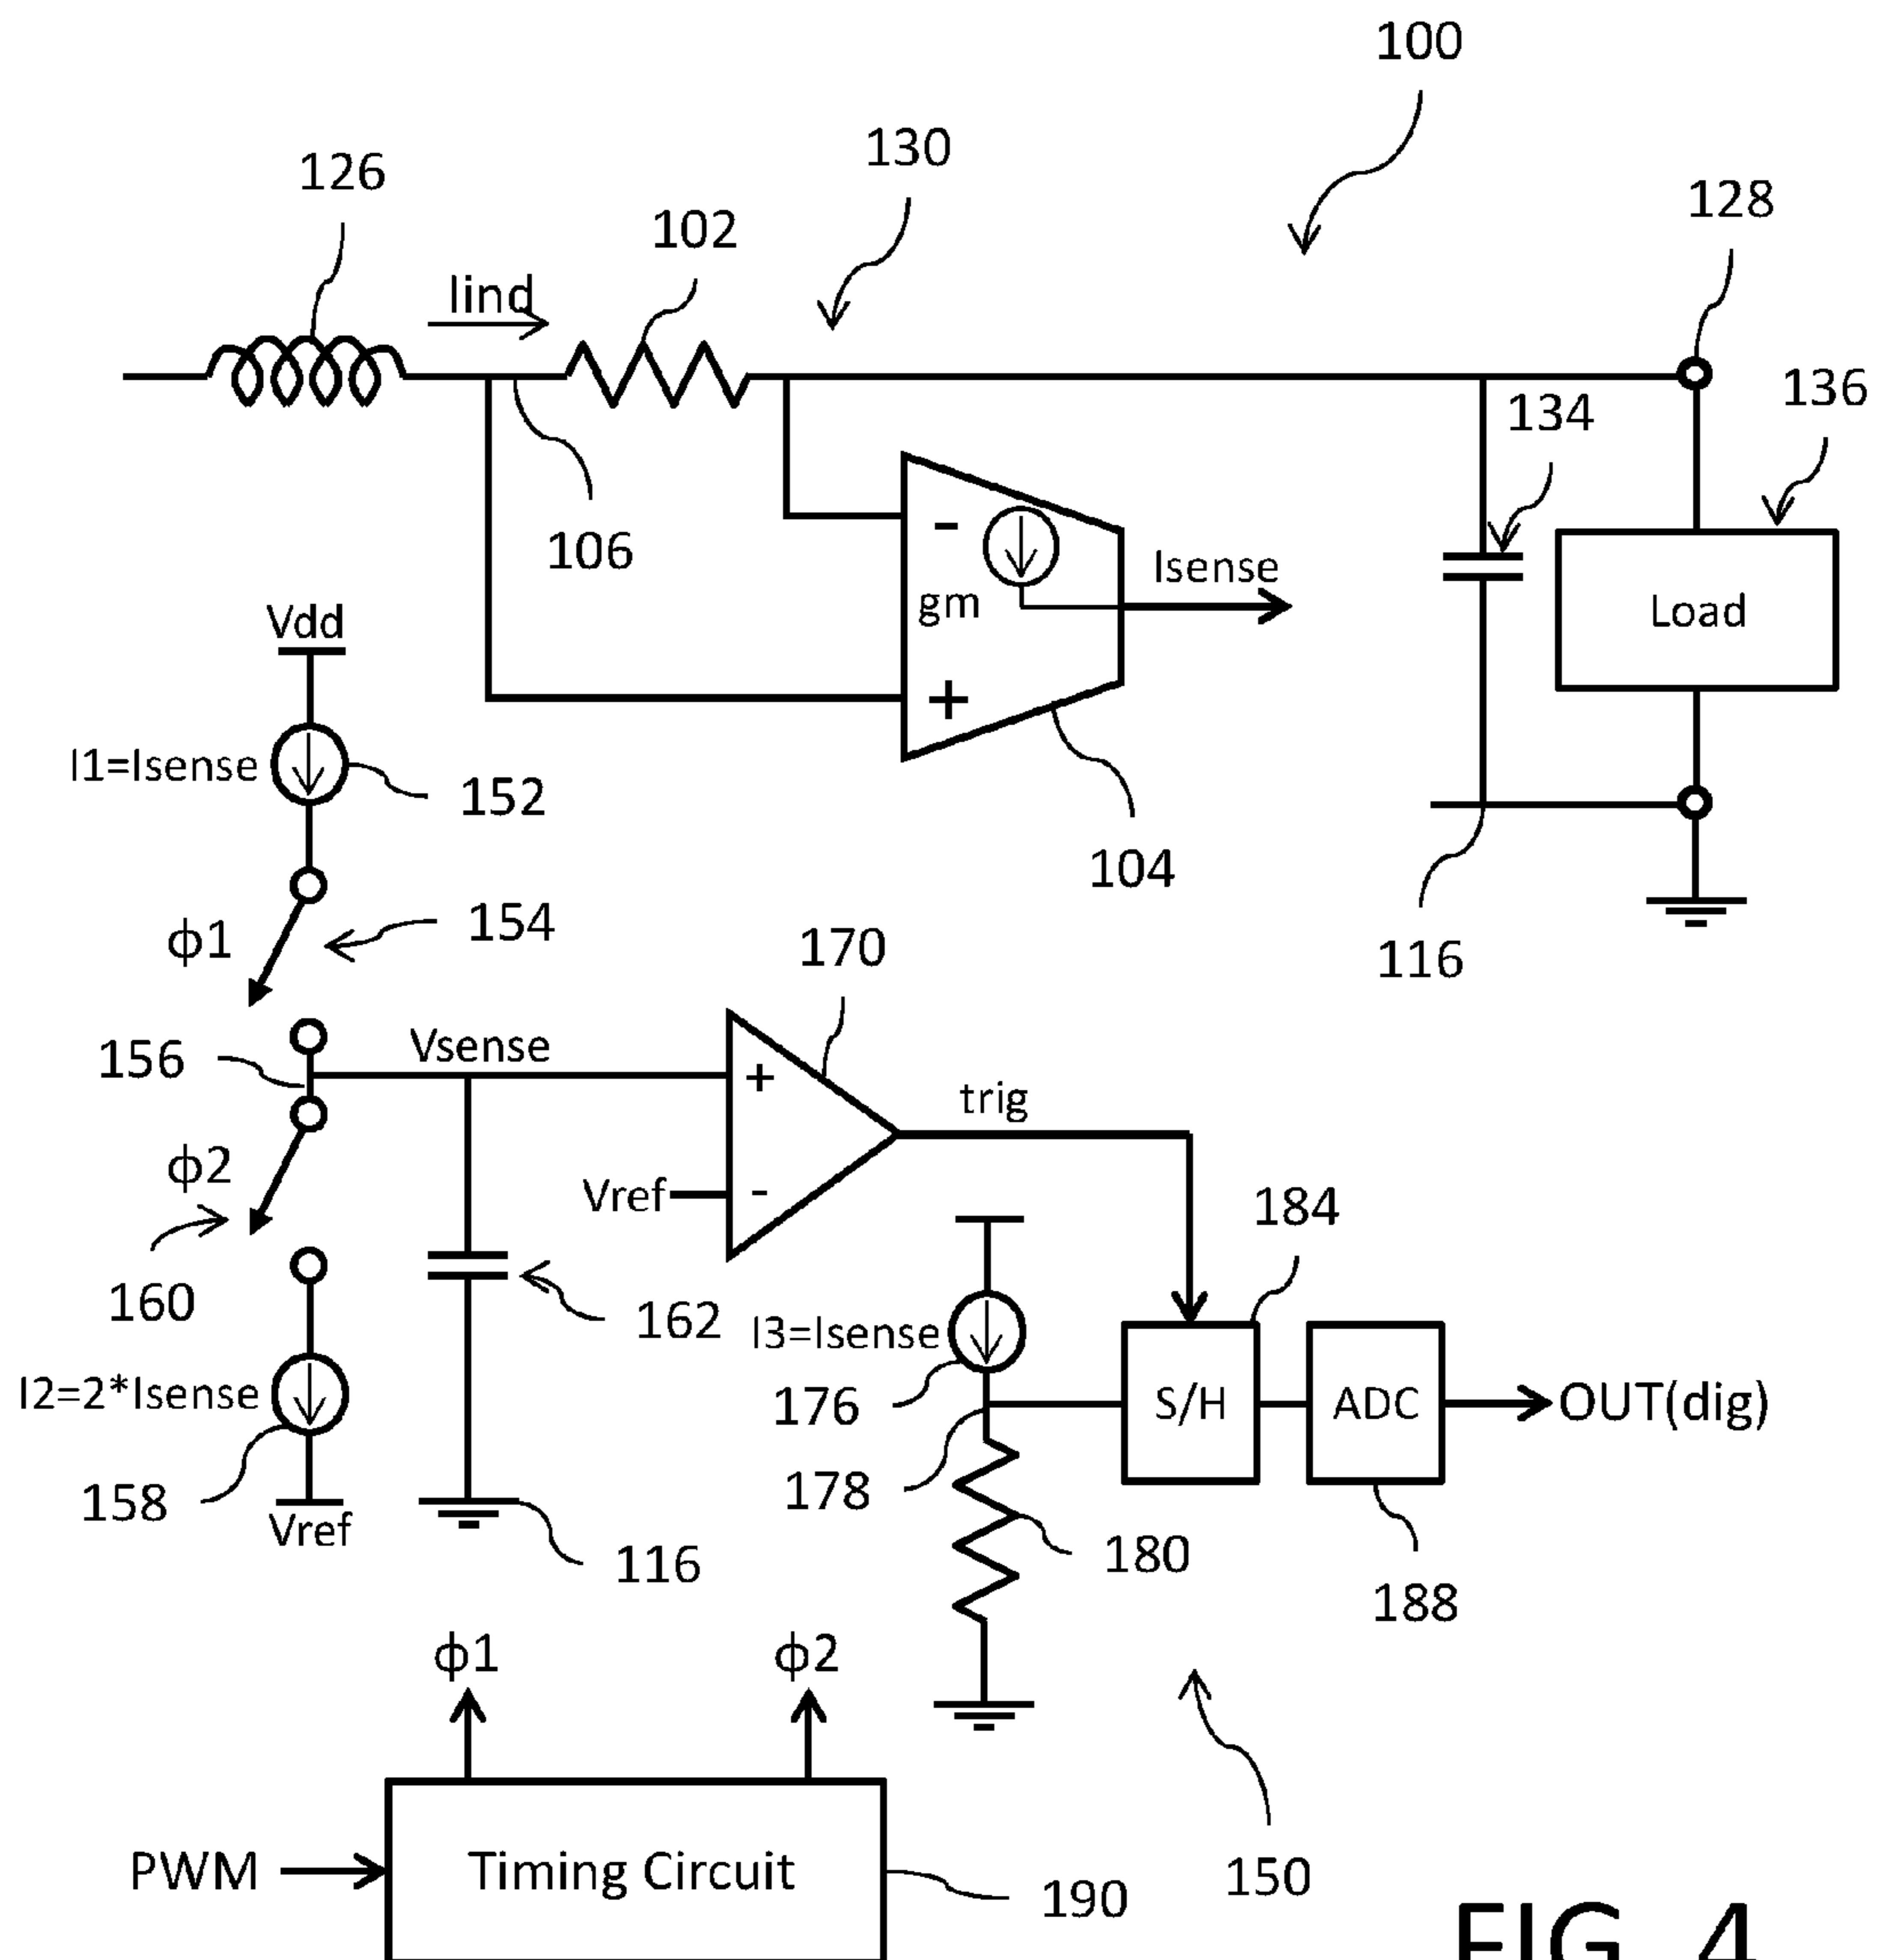 100
130
126
128
102
Iind
136
134
-
106
Isense
gm
Load
Vdd
+
I1=Isense
152
104
ϕ1
154
170
116
156
Vsense
+
trig
ϕ2
Vref
-
184
160
162
I3=Isense
I2=2*Isense
176
S/H
ADC
OUT(dig)
158
178
Vref
180
116
188
ϕ1
ϕ2
PWM
Timing Circuit
150
190
FIG. 4